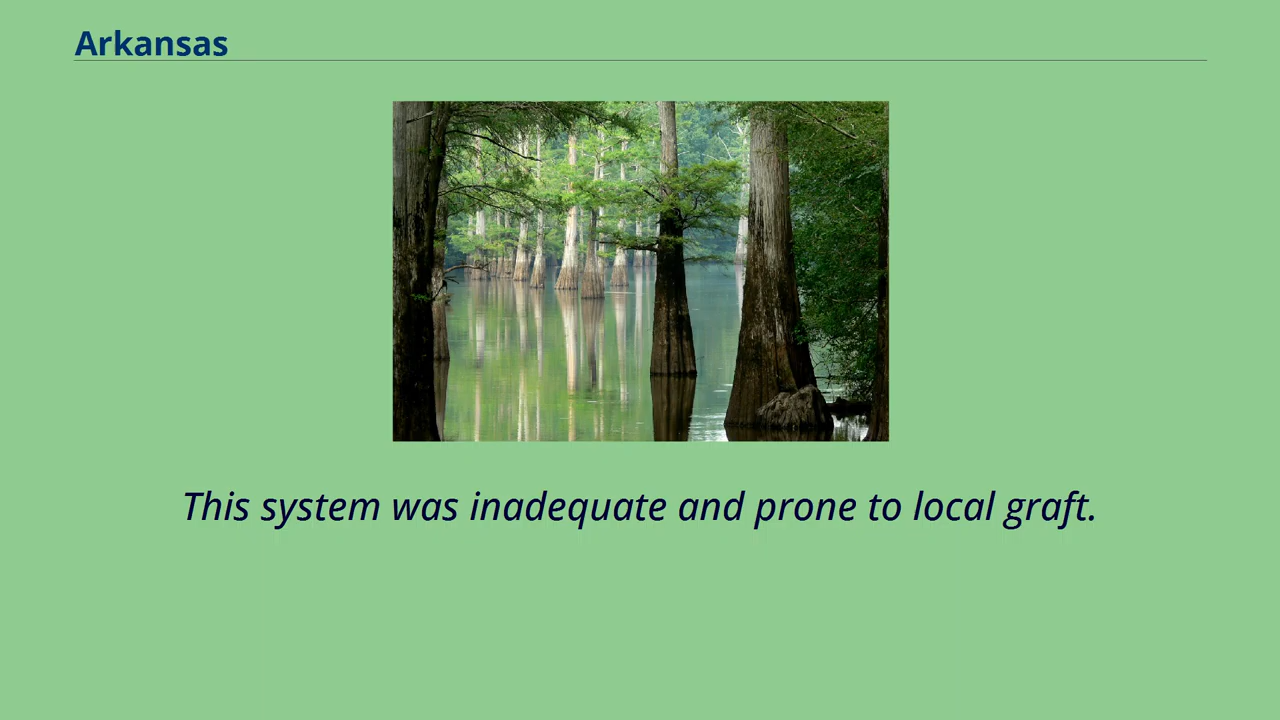 Arkansas
This system was inadequate and prone to local graft.